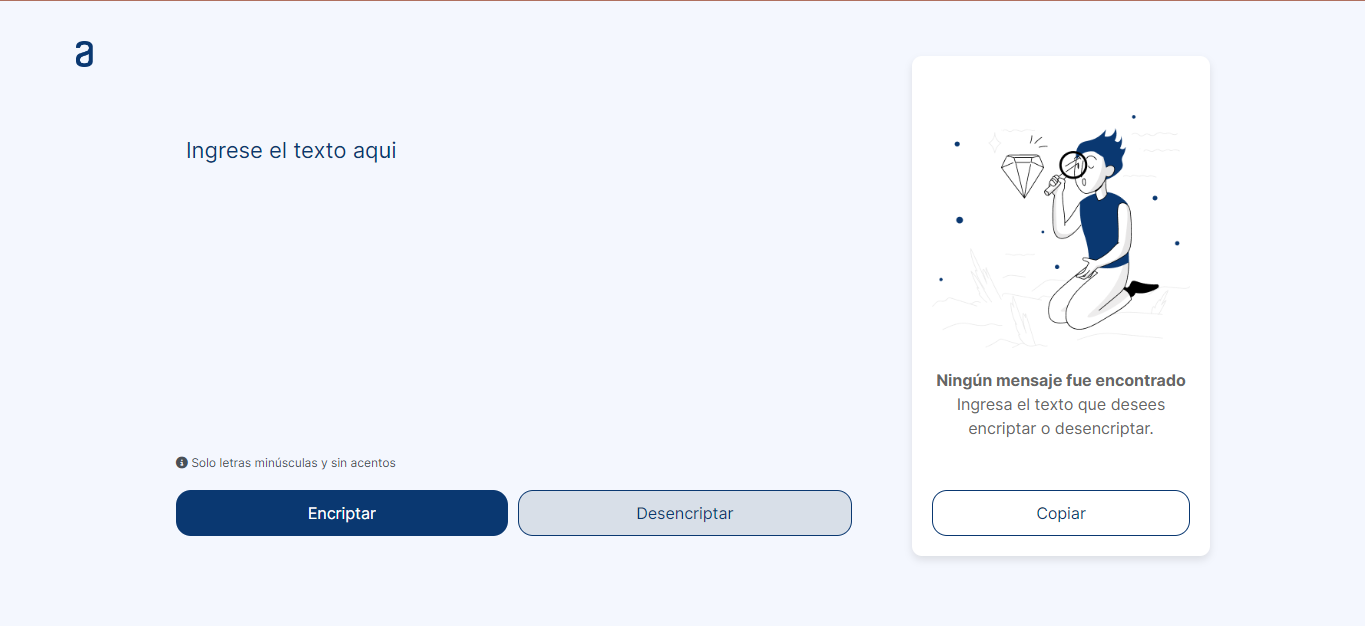 a
Ingrese el texto aqui
Solo letras minúsculas y sin acentos
Encriptar
Desencriptar
Ningún mensaje fue encontrado
Ingresa el texto que desees
encriptar o desencriptar.
Copiar